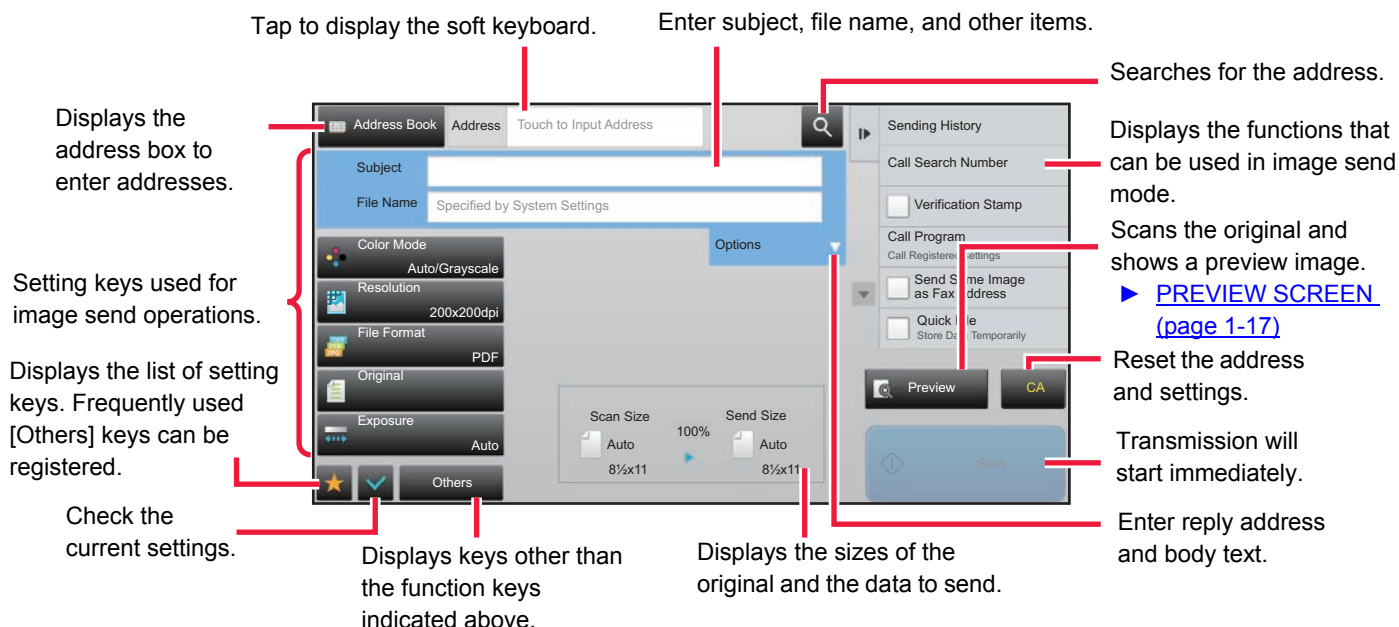 Tap to display the soft keyboard.
Enter subject, file name, and other items.
Searches for the address.
Displays the
address box to
enter addresses.
Setting keys used for
image send operations.
Displays the list of setting
keys. Frequently used
[Others] keys can be
registered.
Check the
current settings.
Address Book
Address
Touch to Input Address
Subject
File Name
Specified by System Settings
Options
Color Mode
Auto/Grayscale
Resolution
200x200dpi
File Format
PDF
Original
Exposure
Auto
Others
Scan Size
Auto
8½x11
100%
Send Size
Auto
8½x11
Sending History
Call Search Number
Verification Stamp
Call Program
Call Registered settings
Send Same Image
as Fax Address
Quick File
Store Data Temporarily
Preview
CA
Start
Displays the functions that
can be used in image send
mode.
Scans the original and
shows a preview image.
► PREVIEW SCREEN
(page 1-17)
Reset the address
and settings.
Transmission will
start immediately.
Enter reply address
and body text.
Displays keys other than
the function keys
indicated above.
Displays the sizes of the
original and the data to send.